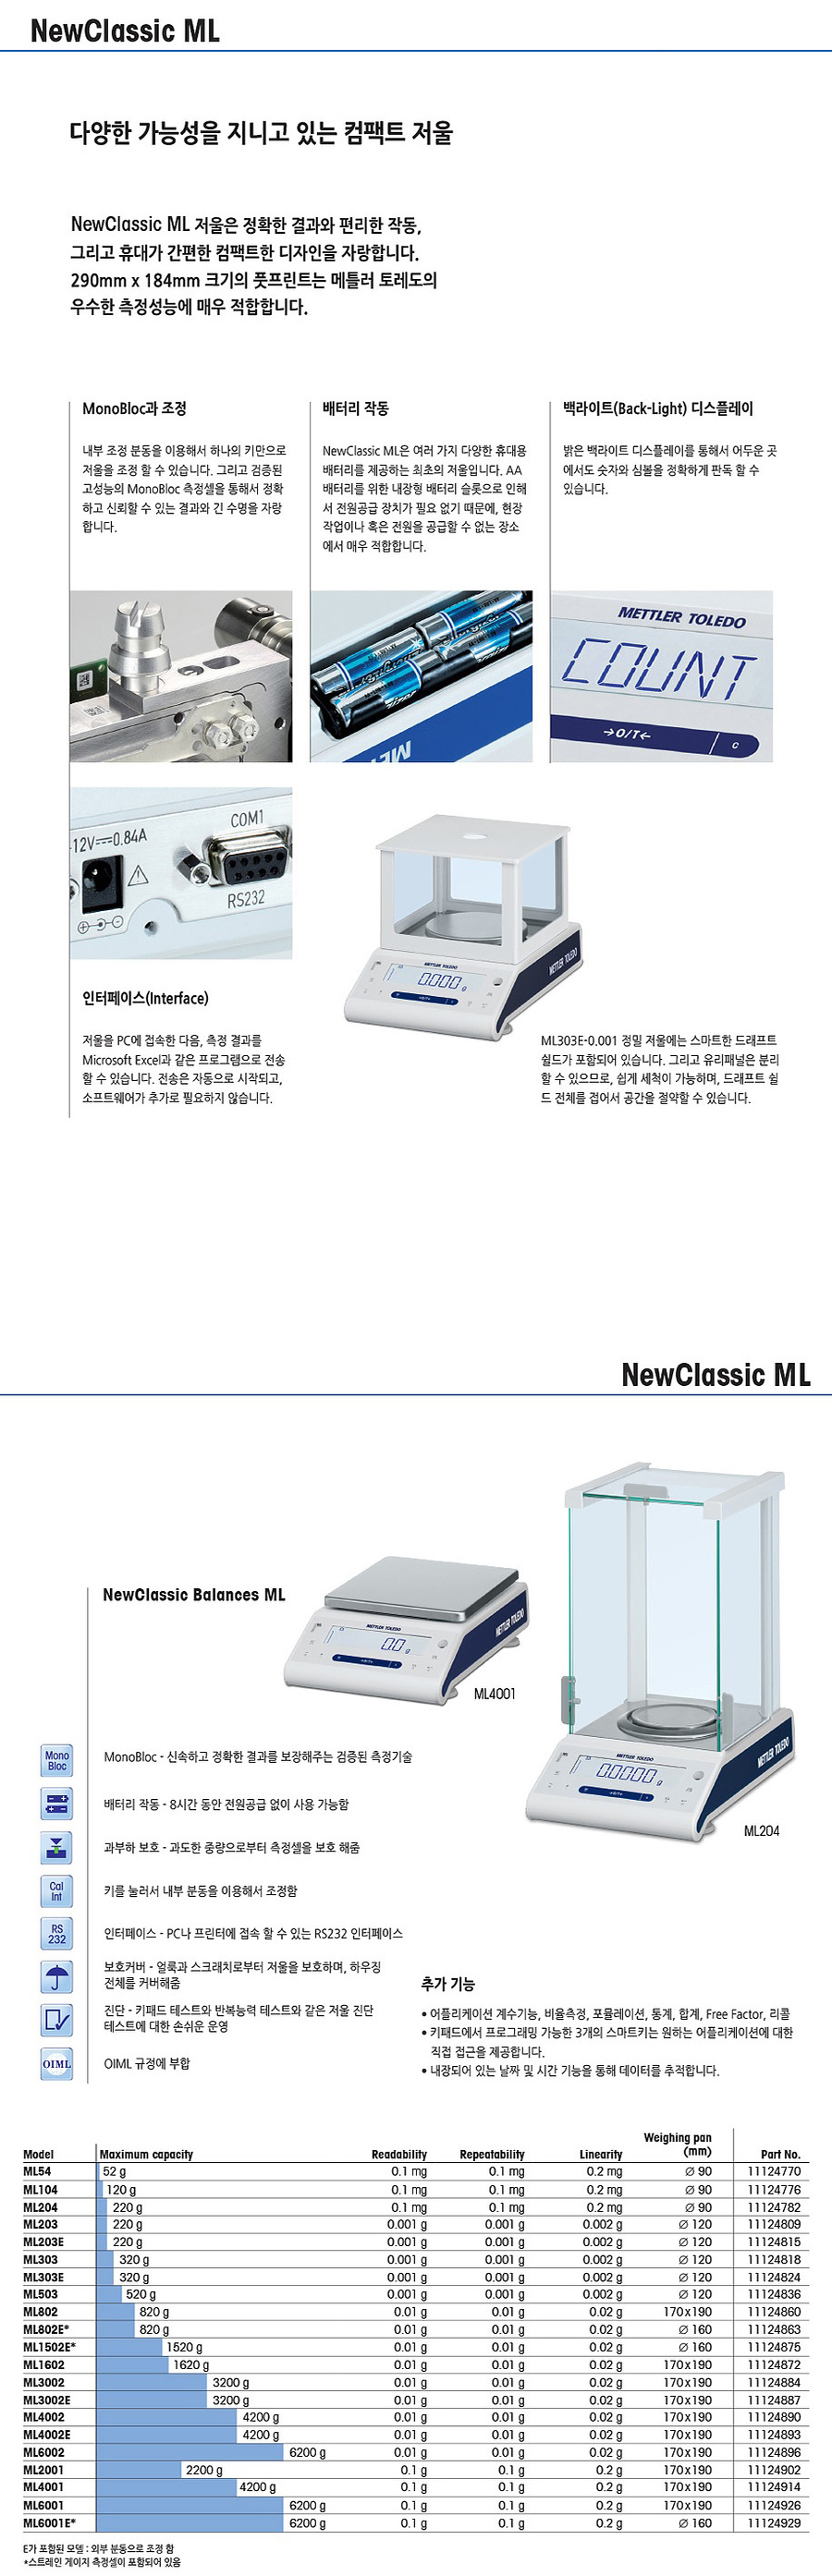 NewClassic ML
다양한 가능성을 지니고 있는 컴팩트 저울
NewClassic ML 저울은 정확한 결과와 편리한 작동,
그리고 휴대가 간편한 컴팩트한 디자인을 자랑합니다.
290mm x 184mm 크기의 풋프린트는 메틀러 토레도의
우수한 측정성능에 매우 적합합니다.
MonoBloc과 조정
내부 조정 분동을 이용해서 하나의 키만으로
저울을 조정 할 수 있습니다. 그리고 검증된
고성능의 MonoBloc 측정셀을 통해서 정확
하고 신뢰할 수 있는 결과와 긴 수명을 자랑
합니다.
배터리 작동
NewClassic ML은 여러 가지 다양한 휴대용
배터리를 제공하는 최초의 저울입니다. AA
배터리를 위한 내장형 배터리 슬롯으로 인해
서 전원공급 장치가 필요 없기 때문에, 현장
작업이나 혹은 전원을 공급할 수 없는 장소
에서 매우 적합합니다.
백라이트(Back-Light) 디스플레이
밝은 백라이트 디스플레이를 통해서 어두운 곳
에서도 숫자와 심볼을 정확하게 판독 할 수
있습니다.
METTLER TOLEDO
COUNT
→O/T←
C
12V 0.84A
COM1
RS232
METTLER TOLEDO
0.000 g
METTLER TOLEDO
인터페이스(Interface)
저울을 PC에 접속한 다음, 측정 결과를
Microsoft Excel과 같은 프로그램으로 전송
할 수 있습니다. 전송은 자동으로 시작되고,
소프트웨어가 추가로 필요하지 않습니다.
ML303E-0.001 정밀 저울에는 스마트한 드래프트
쉴드가 포함되어 있습니다. 그리고 유리패널은 분리
할 수 있으므로, 쉽게 세척이 가능하며, 드래프트 쉴
드 전체를 접어서 공간을 절약할 수 있습니다.
NewClassic ML
NewClassic Balances ML
METTLER TOLEDO
0.0 g
METTLER TOLEDO
ML4001
METTLER TOLEDO
0.0000 g
METTLER TOLEDO
ML204
Mono
Bloc
MonoBloc - 신속하고 정확한 결과를 보장해주는 검증된 측정기술
배터리 작동 - 8시간 동안 전원공급 없이 사용 가능함
과부하 보호 - 과도한 중량으로부터 측정셀을 보호 해줌
Cal
Int
키를 눌러서 내부 분동을 이용해서 조정함
RS
232
인터페이스 - PC나 프린터에 접속 할 수 있는 RS232 인터페이스
보호커버 - 얼룩과 스크래치로부터 저울을 보호하며, 하우징
전체를 커버해줌
진단 - 키패드 테스트와 반복능력 테스트와 같은 저울 진단
테스트에 대한 손쉬운 운영
OIML
OIML 규정에 부합
추가 기능
• 어플리케이션 계수기능, 비율측정, 포뮬레이션, 통계, 합계, Free Factor, 리콜
• 키패드에서 프로그래밍 가능한 3개의 스마트키는 원하는 어플리케이션에 대한
직접 접근을 제공합니다.
• 내장되어 있는 날짜 및 시간 기능을 통해 데이터를 추적합니다.
Model Maximum capacity Readability Repeatability Linearity Weighing pan (mm) Part No.
ML54 52 g 0.1 mg 0.1 mg 0.2 mg ∅ 90 11124770
ML104 120 g 0.1 mg 0.1 mg 0.2 mg ∅ 90 11124776
ML204 220 g 0.1 mg 0.1 mg 0.2 mg ∅ 90 11124782
ML203 220 g 0.001 g 0.001 g 0.002 g ∅ 120 11124809
ML203E 220 g 0.001 g 0.001 g 0.002 g ∅ 120 11124815
ML303 320 g 0.001 g 0.001 g 0.002 g ∅ 120 11124818
ML303E 320 g 0.001 g 0.001 g 0.002 g ∅ 120 11124824
ML503 520 g 0.001 g 0.001 g 0.002 g ∅ 120 11124836
ML802 820 g 0.01 g 0.01 g 0.02 g 170x190 11124860
ML802E* 820 g 0.01 g 0.01 g 0.02 g ∅ 160 11124863
ML1502E* 1520 g 0.01 g 0.01 g 0.02 g ∅ 160 11124875
ML1602 1620 g 0.01 g 0.01 g 0.02 g 170x190 11124872
ML3002 3200 g 0.01 g 0.01 g 0.02 g 170x190 11124884
ML3002E 3200 g 0.01 g 0.01 g 0.02 g 170x190 11124887
ML4002 4200 g 0.01 g 0.01 g 0.02 g 170x190 11124890
ML4002E 4200 g 0.01 g 0.01 g 0.02 g 170x190 11124893
ML6002 6200 g 0.01 g 0.01 g 0.02 g 170x190 11124896
ML2001 2200 g 0.1 g 0.1 g 0.2 g 170x190 11124902
ML4001 4200 g 0.1 g 0.1 g 0.2 g 170x190 11124914
ML6001 6200 g 0.1 g 0.1 g 0.2 g 170x190 11124926
ML6001E* 6200 g 0.1 g 0.1 g 0.2 g ∅ 160 11124929
E가 포함된 모델 : 외부 분동으로 조정 함
*스트레인 게이지 측정셀이 포함되어 있음